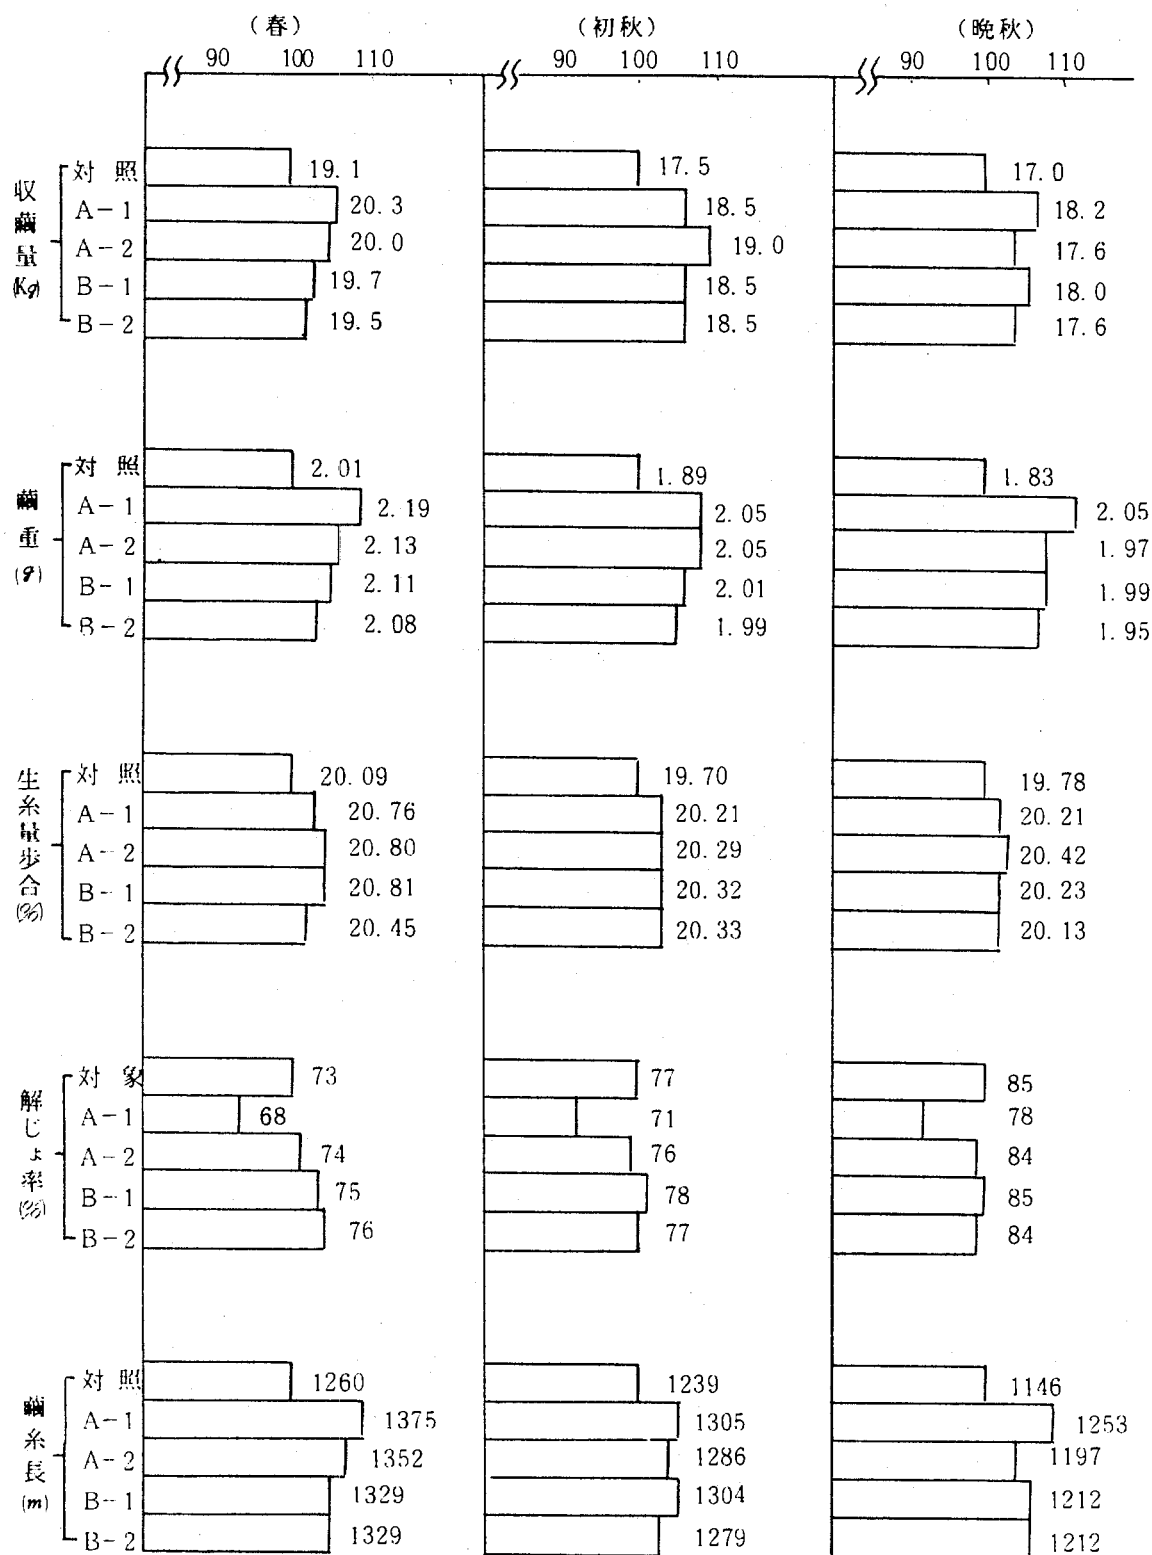 (春) (初秋) (晩秋)
90 100 110 90 100 110 90 100 110
収繭量(Kg)
対照 19.1 17.5 17.0
A-1 20.3 18.5 18.2
A-2 20.0 19.0 17.6
B-1 19.7 18.5 18.0
B-2 19.5 18.5 17.6
繭重(g)
対照 2.01 1.89 1.83
A-1 2.19 2.05 2.05
A-2 2.13 2.05 1.97
B-1 2.11 2.01 1.99
B-2 2.08 1.99 1.95
生糸量歩合(%)
対照 20.09 19.70 19.78
A-1 20.76 20.21 20.21
A-2 20.80 20.29 20.42
B-1 20.81 20.32 20.23
B-2 20.45 20.33 20.13
解じょ率(%)
対象 73 77 85
A-1 68 71 78
A-2 74 76 84
B-1 75 78 85
B-2 76 77 84
繭糸長(m)
対照 1260 1239 1146
A-1 1375 1305 1253
A-2 1352 1286 1197
B-1 1329 1304 1212
B-2 1329 1279 1212